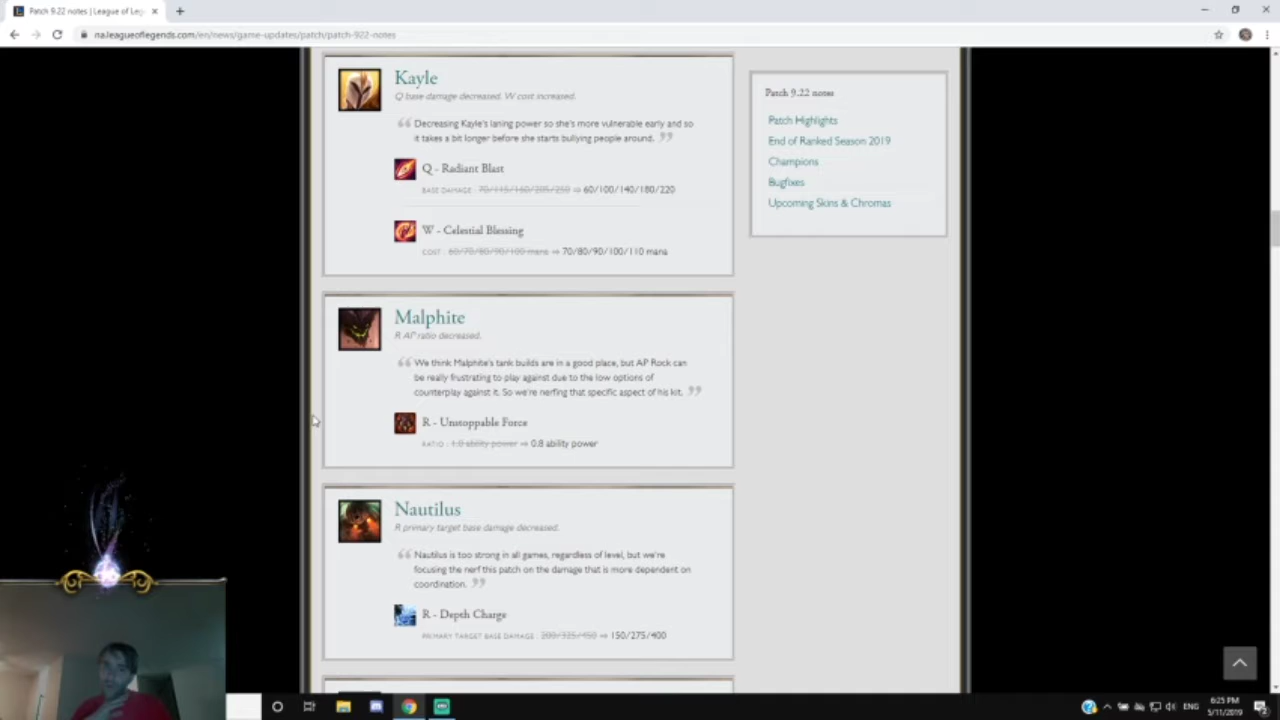 Patch 9.22 notes | League of Leg
na.leagueoflegends.com/en/news/game-updates/patch/patch-922-notes
Kayle
Q base damage decreased. W cost increased.
“ Decreasing Kayle's laning power so she's more vulnerable early and so
it takes a bit longer before she starts bullying people around. ”
Q - Radiant Blast
BASE DAMAGE : 70/115/160/205/250 ⇒ 60/100/140/180/220
W - Celestial Blessing
COST : 60/70/80/90/100 mana ⇒ 70/80/90/100/110 mana
Malphite
R AP ratio decreased.
“ We think Malphite's tank builds are in a good place, but AP Rock can
be really frustrating to play against due to the low options of
counterplay against it. So we're nerfing that specific aspect of his kit. ”
R - Unstoppable Force
RATIO : 1.0 ability power ⇒ 0.8 ability power
Nautilus
R primary target base damage decreased.
“ Nautilus is too strong in all games, regardless of level, but we're
focusing the nerf this patch on the damage that is more dependent on
coordination. ”
R - Depth Charge
PRIMARY TARGET BASE DAMAGE : 200/325/450 ⇒ 150/275/400
Patch 9.22 notes
Patch Highlights
End of Ranked Season 2019
Champions
Bugfixes
Upcoming Skins & Chromas
ENG
6:25 PM
5/11/2019